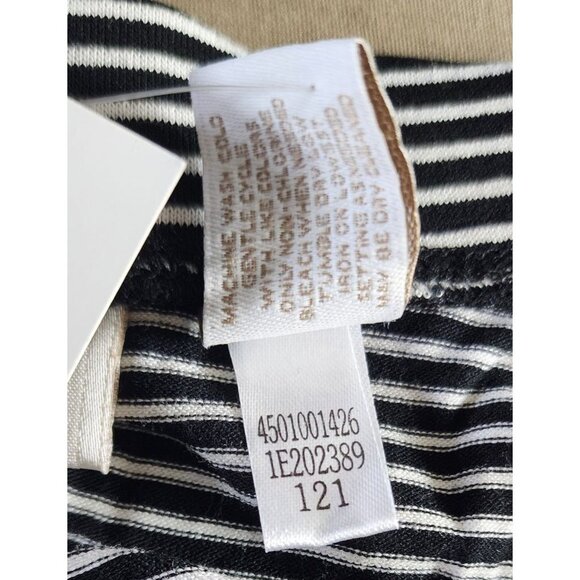 MACHINE WASH COLD
GENTLE CYCLE
WITH LIKE COLORS
ONLY NON-CHLORINE
BLEACH WHEN NEEDED
TUMBLE DRY LOW
IRON ON LOW
SETTING AS NEEDED
MAY BE DRY CLEANED
4501001426
1E202389
121